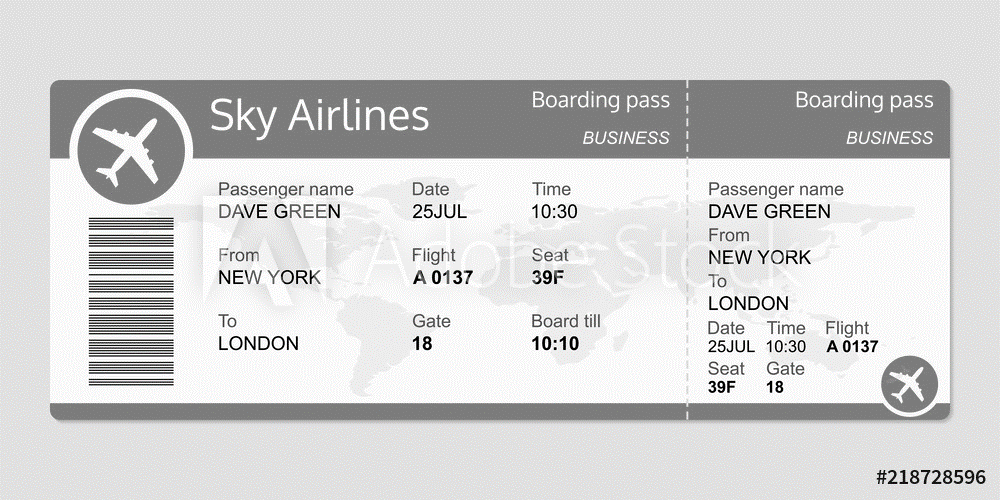 Sky Airlines
Boarding pass
BUSINESS
Passenger name Date Time
DAVE GREEN 25JUL 10:30
From Flight Seat
NEW YORK A 0137 39F
To Gate Board till
LONDON 18 10:10
Boarding pass
BUSINESS
Passenger name
DAVE GREEN
From
NEW YORK
To
LONDON
Date Time Flight
25JUL 10:30 A 0137
Seat Gate
39F 18
Adobe Stock
#218728596